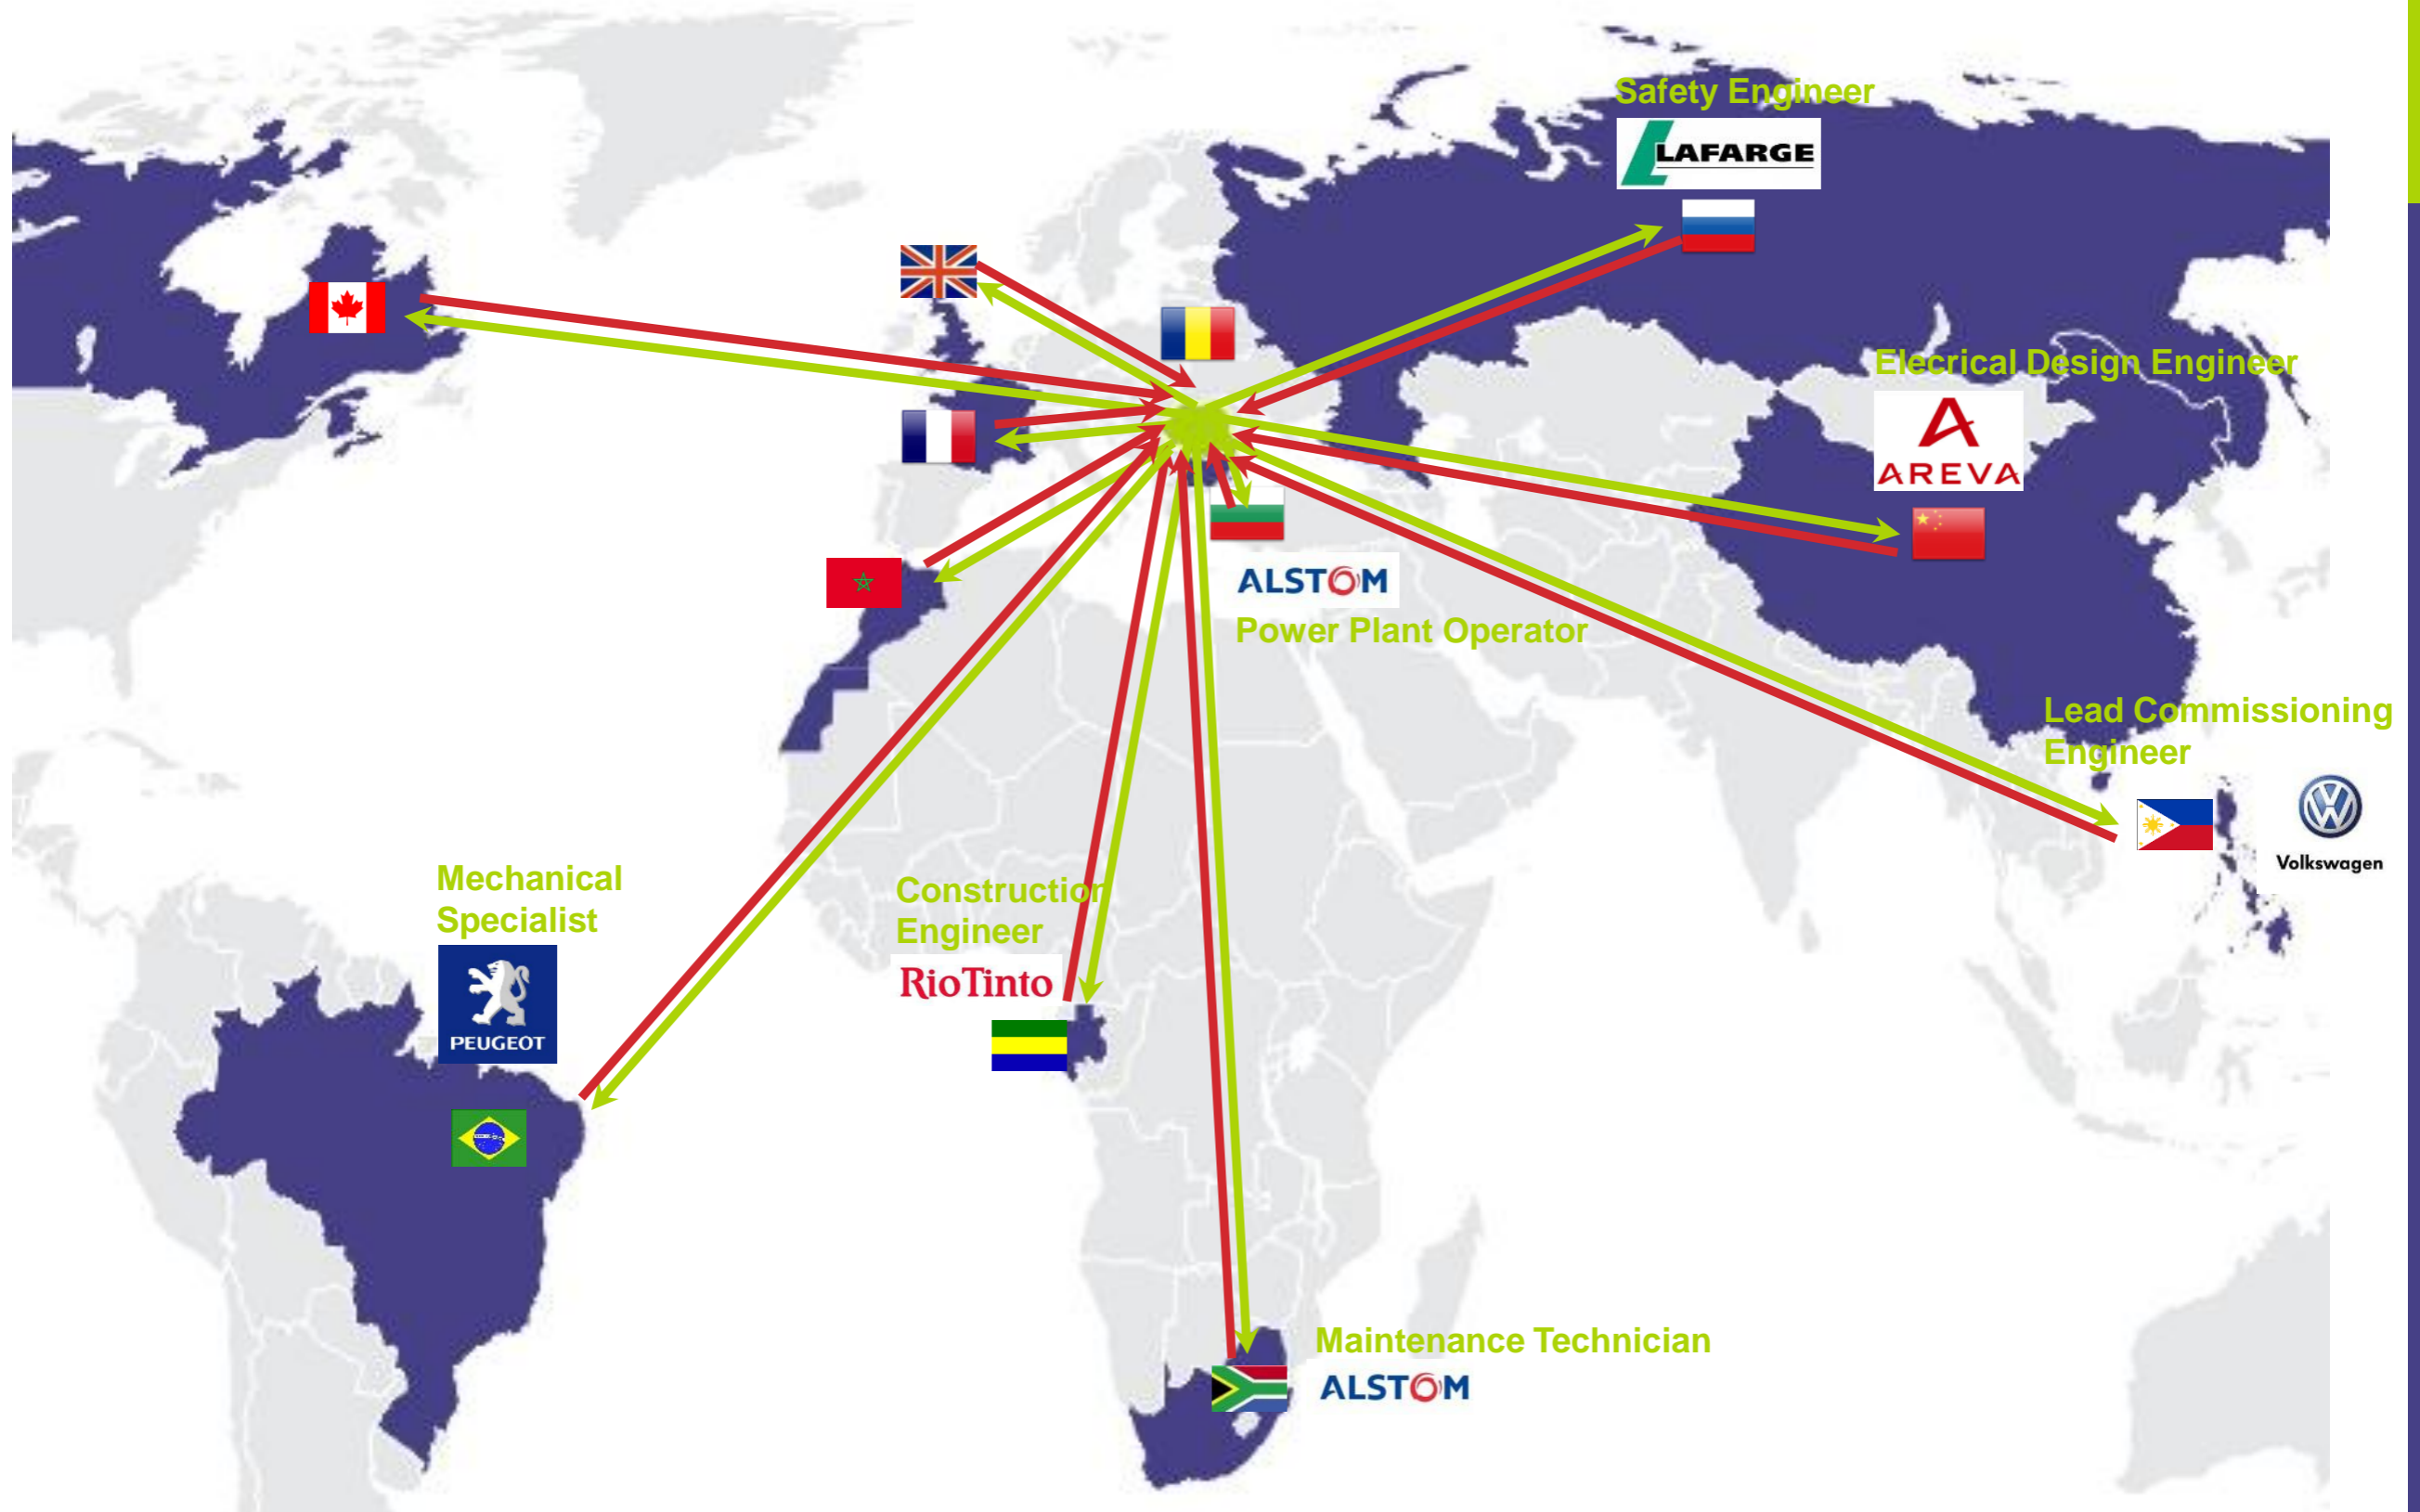 Safety Engineer
LAFARGE
Elecrical Design Engineer
AREVA
ALSTOM
Power Plant Operator
Lead Commissioning
Engineer
Volkswagen
Mechanical
Specialist
PEUGEOT
Construction
Engineer
RioTinto
Maintenance Technician
ALSTOM